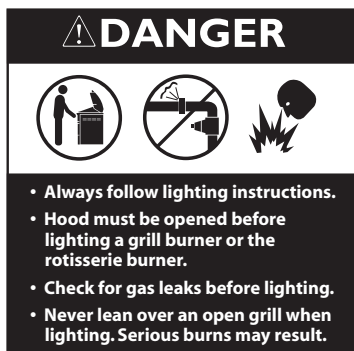 DANGER
• Always follow lighting instructions.
• Hood must be opened before
lighting a grill burner or the
rotisserie burner.
• Check for gas leaks before lighting.
• Never lean over an open grill when
lighting. Serious burns may result.